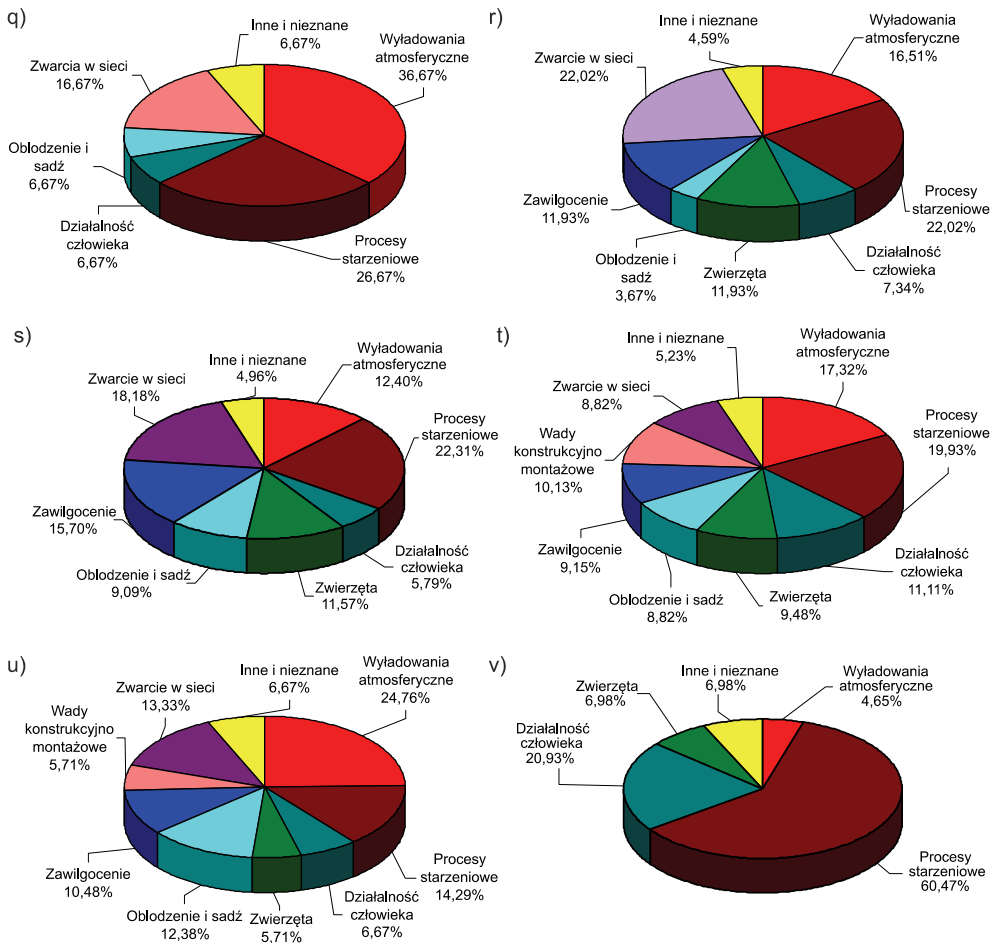 q)
Inne i nieznane
6,67%
Wyładowania
atmosferyczne
36,67%
Zwarcia w sieci
16,67%
Oblodzenie i
sadź
6,67%
Działalność
człowieka
6,67%
Procesy
starzeniowe
26,67%
r)
Inne i nieznane
4,59%
Wyładowania
atmosferyczne
16,51%
Zwarcie w sieci
22,02%
Zawilgocenie
11,93%
Oblodzenie i
sadź
3,67%
Zwierzęta
11,93%
Działalność
człowieka
7,34%
Procesy
starzeniowe
22,02%
s)
Inne i nieznane
4,96%
Wyładowania
atmosferyczne
12,40%
Zwarcie w sieci
18,18%
Procesy
starzeniowe
22,31%
Zawilgocenie
15,70%
Oblodzenie i sadź
9,09%
Zwierzęta
11,57%
Działalność
człowieka
5,79%
t)
Inne i nieznane
5,23%
Wyładowania
atmosferyczne
17,32%
Zwarcie w sieci
8,82%
Wady
konstrukcyjno
montażowe
10,13%
Procesy
starzeniowe
19,93%
Zawilgocenie
9,15%
Oblodzenie i sadź
8,82%
Zwierzęta
9,48%
Działalność
człowieka
11,11%
u)
Inne i nieznane
6,67%
Wyładowania
atmosferyczne
24,76%
Zwarcie w sieci
13,33%
Wady
konstrukcyjno
montażowe
5,71%
Zawilgocenie
10,48%
Oblodzenie i sadź
12,38%
Zwierzęta
5,71%
Działalność
człowieka
6,67%
Procesy
starzeniowe
14,29%
v)
Inne i nieznane
6,98%
Wyładowania
atmosferyczne
4,65%
Zwierzęta
6,98%
Działalność
człowieka
20,93%
Procesy
starzeniowe
60,47%